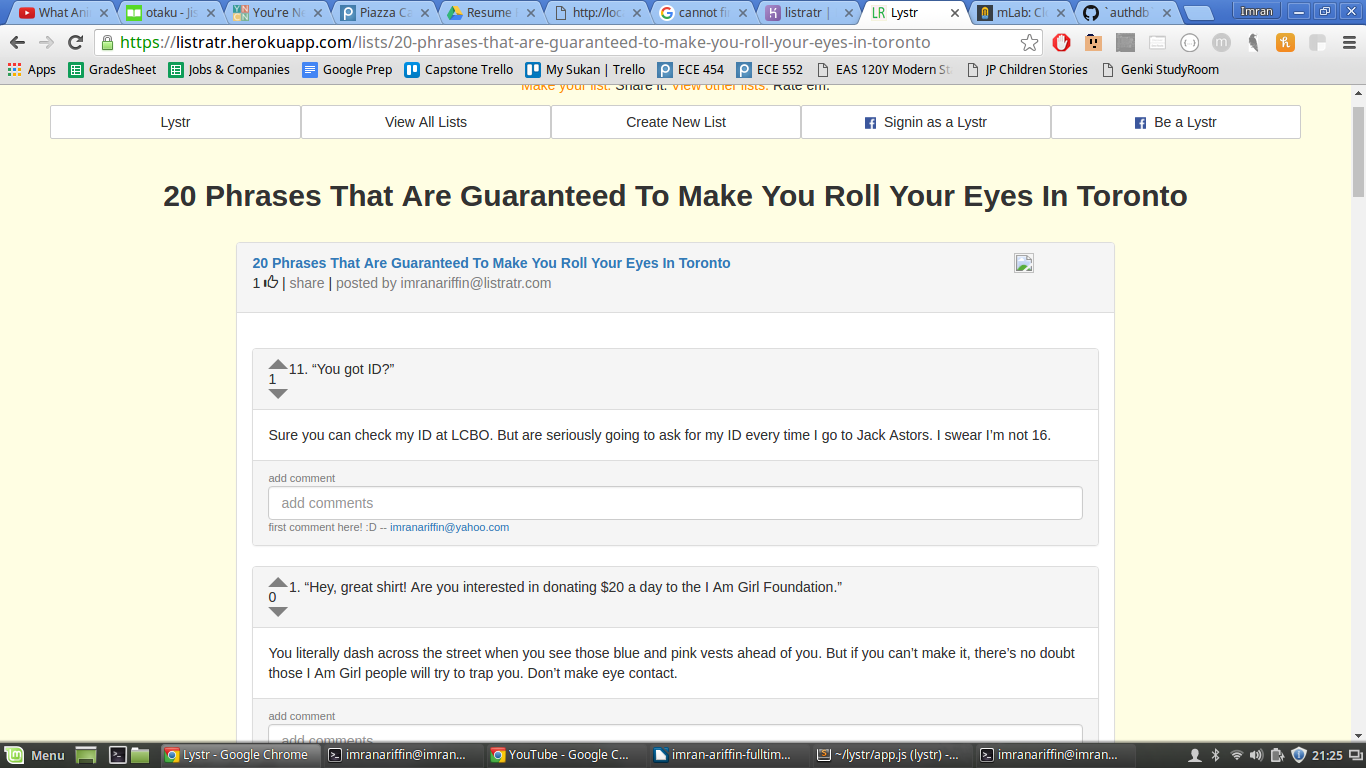 What Ani
otaku - Jis
You're Ne
Piazza Ca
Resume
http://loc
cannot fi
listratr
Lystr
mLab: Cl
`authdb`
Imran
https://listratr.herokuapp.com/lists/20-phrases-that-are-guaranteed-to-make-you-roll-your-eyes-in-toronto
Apps GradeSheet Jobs & Companies Google Prep Capstone Trello My Sukan | Trello ECE 454 ECE 552 EAS 120Y Modern St JP Children Stories Genki StudyRoom
Make your list. Share it. View other lists. Rate em.
Lystr View All Lists Create New List Signin as a Lystr Be a Lystr
20 Phrases That Are Guaranteed To Make You Roll Your Eyes In Toronto
20 Phrases That Are Guaranteed To Make You Roll Your Eyes In Toronto
1 | share | posted by imranariffin@listratr.com
11. “You got ID?”
1
Sure you can check my ID at LCBO. But are seriously going to ask for my ID every time I go to Jack Astors. I swear I’m not 16.
add comment
add comments
first comment here! :D -- imranariffin@yahoo.com
1. “Hey, great shirt! Are you interested in donating $20 a day to the I Am Girl Foundation.”
0
You literally dash across the street when you see those blue and pink vests ahead of you. But if you can’t make it, there’s no doubt
those I Am Girl people will try to trap you. Don’t make eye contact.
add comment
add comments
Menu Lystr - Google Chrome imranariffin@imran... YouTube - Google C... imran-ariffin-fulltim... ~/lystr/app.js (lystr) -... imranariffin@imran... 21:25